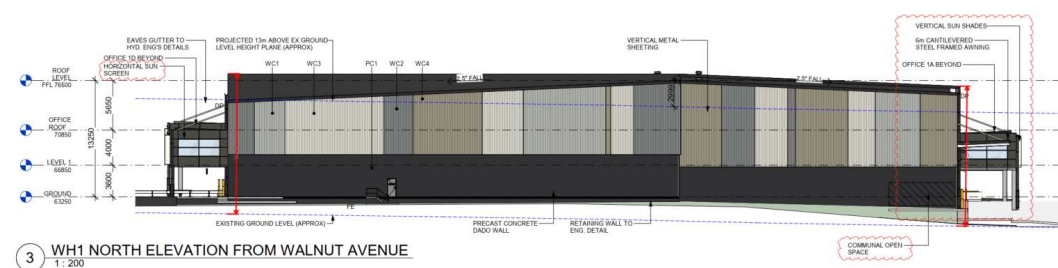 EAVES GUTTER TO
HYD. ENG'S DETAILS
PROJECTED 13m ABOVE EX GROUND
LEVEL HEIGHT PLANE (APPROX)
VERTICAL METAL
SHEETING
VERTICAL SUN SHADES
6m CANTILEVERED
STEEL FRAMED AWNING
OFFICE 1D BEYOND
HORIZONTAL SUN
SCREEN
OFFICE 1A BEYOND
WC1
WC3
PC1
WC2
WC4
ROOF
LEVEL
FFL 76500
2.5° FALL
DP
DP
2999
5650
OFFICE
ROOF
70850
13250
4000
LEVEL 1
66850
3600
GROUND
63250
FE
EXISTING GROUND LEVEL (APPROX)
PRECAST CONCRETE
DADO WALL
RETAINING WALL TO
ENG. DETAIL
COMMUNAL OPEN
SPACE
3
WH1 NORTH ELEVATION FROM WALNUT AVENUE
1 : 200